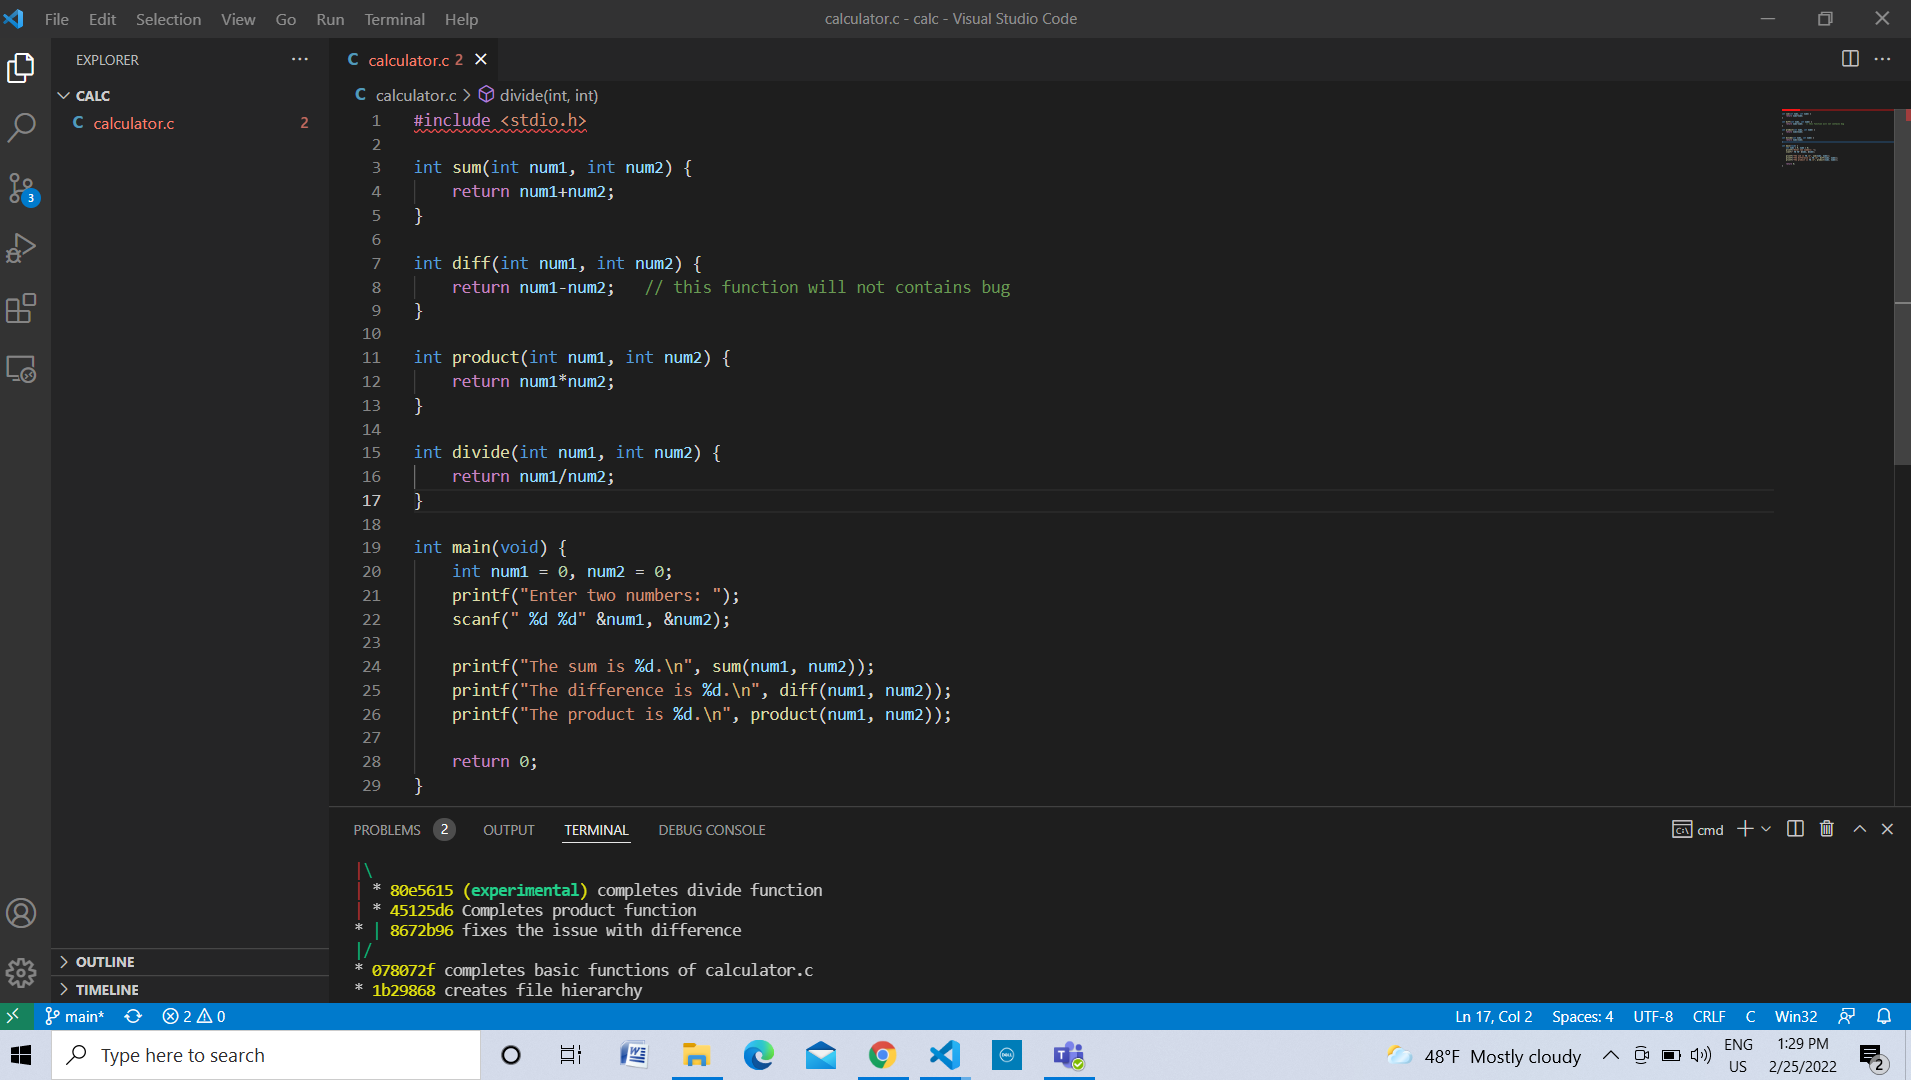 File Edit Selection View Go Run Terminal Help
calculator.c - calc - Visual Studio Code
EXPLORER
CALC
C calculator.c 2
3
OUTLINE
TIMELINE
C calculator.c 2
C calculator.c > divide(int, int)
1 #include <stdio.h>
2
3 int sum(int num1, int num2) {
4 return num1+num2;
5 }
6
7 int diff(int num1, int num2) {
8 return num1-num2; // this function will not contains bug
9 }
10
11 int product(int num1, int num2) {
12 return num1*num2;
13 }
14
15 int divide(int num1, int num2) {
16 return num1/num2;
17 }
18
19 int main(void) {
20 int num1 = 0, num2 = 0;
21 printf("Enter two numbers: ");
22 scanf(" %d %d" &num1, &num2);
23
24 printf("The sum is %d.\n", sum(num1, num2));
25 printf("The difference is %d.\n", diff(num1, num2));
26 printf("The product is %d.\n", product(num1, num2));
27
28 return 0;
29 }
PROBLEMS 2 OUTPUT TERMINAL DEBUG CONSOLE
cmd
|\
| * 80e5615 (experimental) completes divide function
| * 45125d6 Completes product function
* | 8672b96 fixes the issue with difference
|/
* 078072f completes basic functions of calculator.c
* 1b29868 creates file hierarchy
main* 2 0
Ln 17, Col 2 Spaces: 4 UTF-8 CRLF C Win32
Type here to search
48°F Mostly cloudy
ENG
US
1:29 PM
2/25/2022
2